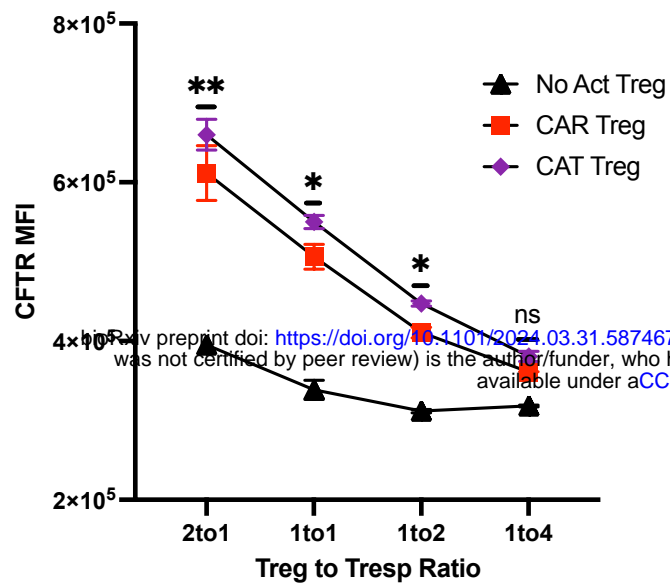 8×10⁵
6×10⁵
4×10⁵
2×10⁵
CFTR MFI
**
*
*
ns
No Act Treg
CAR Treg
CAT Treg
bioRxiv preprint doi: https://doi.org/10.1101/2024.03.31.587467
was not certified by peer review) is the author/funder, who h
available under aCC
2to1 1to1 1to2 1to4
Treg to Tresp Ratio